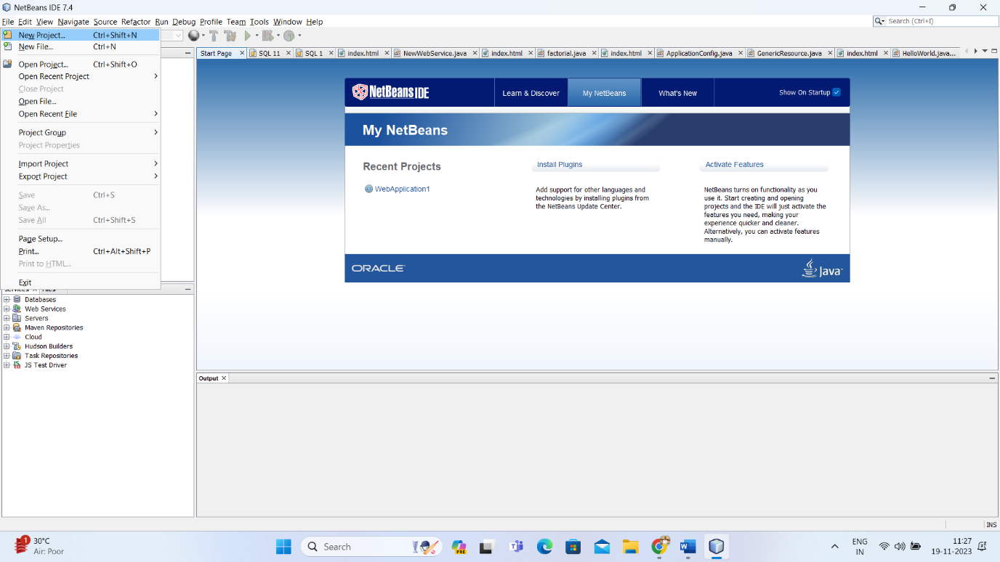 NetBeans IDE 7.4
File Edit View Navigate Source Refactor Run Debug Profile Team Tools Window Help
Search (Ctrl+I)
New Project... Ctrl+Shift+N
New File... Ctrl+N
Open Project... Ctrl+Shift+O
Open Recent Project
Close Project
Open File...
Open Recent File
Project Group
Project Properties
Import Project
Export Project
Save Ctrl+S
Save As...
Save All Ctrl+Shift+S
Page Setup...
Print... Ctrl+Alt+Shift+P
Print to HTML...
Exit
Start Page SQL 11 SQL 1 index.html NewWebService.java index.html factorial.java index.html ApplicationConfig.java GenericResource.java index.html HelloWorld.java...
NetBeans IDE
Learn & Discover My NetBeans What's New Show On Startup
My NetBeans
Recent Projects
WebApplication1
Install Plugins
Add support for other languages and
technologies by installing plugins from
the NetBeans Update Center.
Activate Features
NetBeans turns on functionality as you
use it. Start creating and opening
projects and the IDE will just activate the
features you need, making your
experience quicker and cleaner.
Alternatively, you can activate features
manually.
ORACLE Java
Services Files
Databases
Web Services
Servers
Maven Repositories
Cloud
Hudson Builders
Task Repositories
JS Test Driver
Output
INS
1
30°C
Air: Poor
Search
PRE
ENG
IN
11:27
19-11-2023